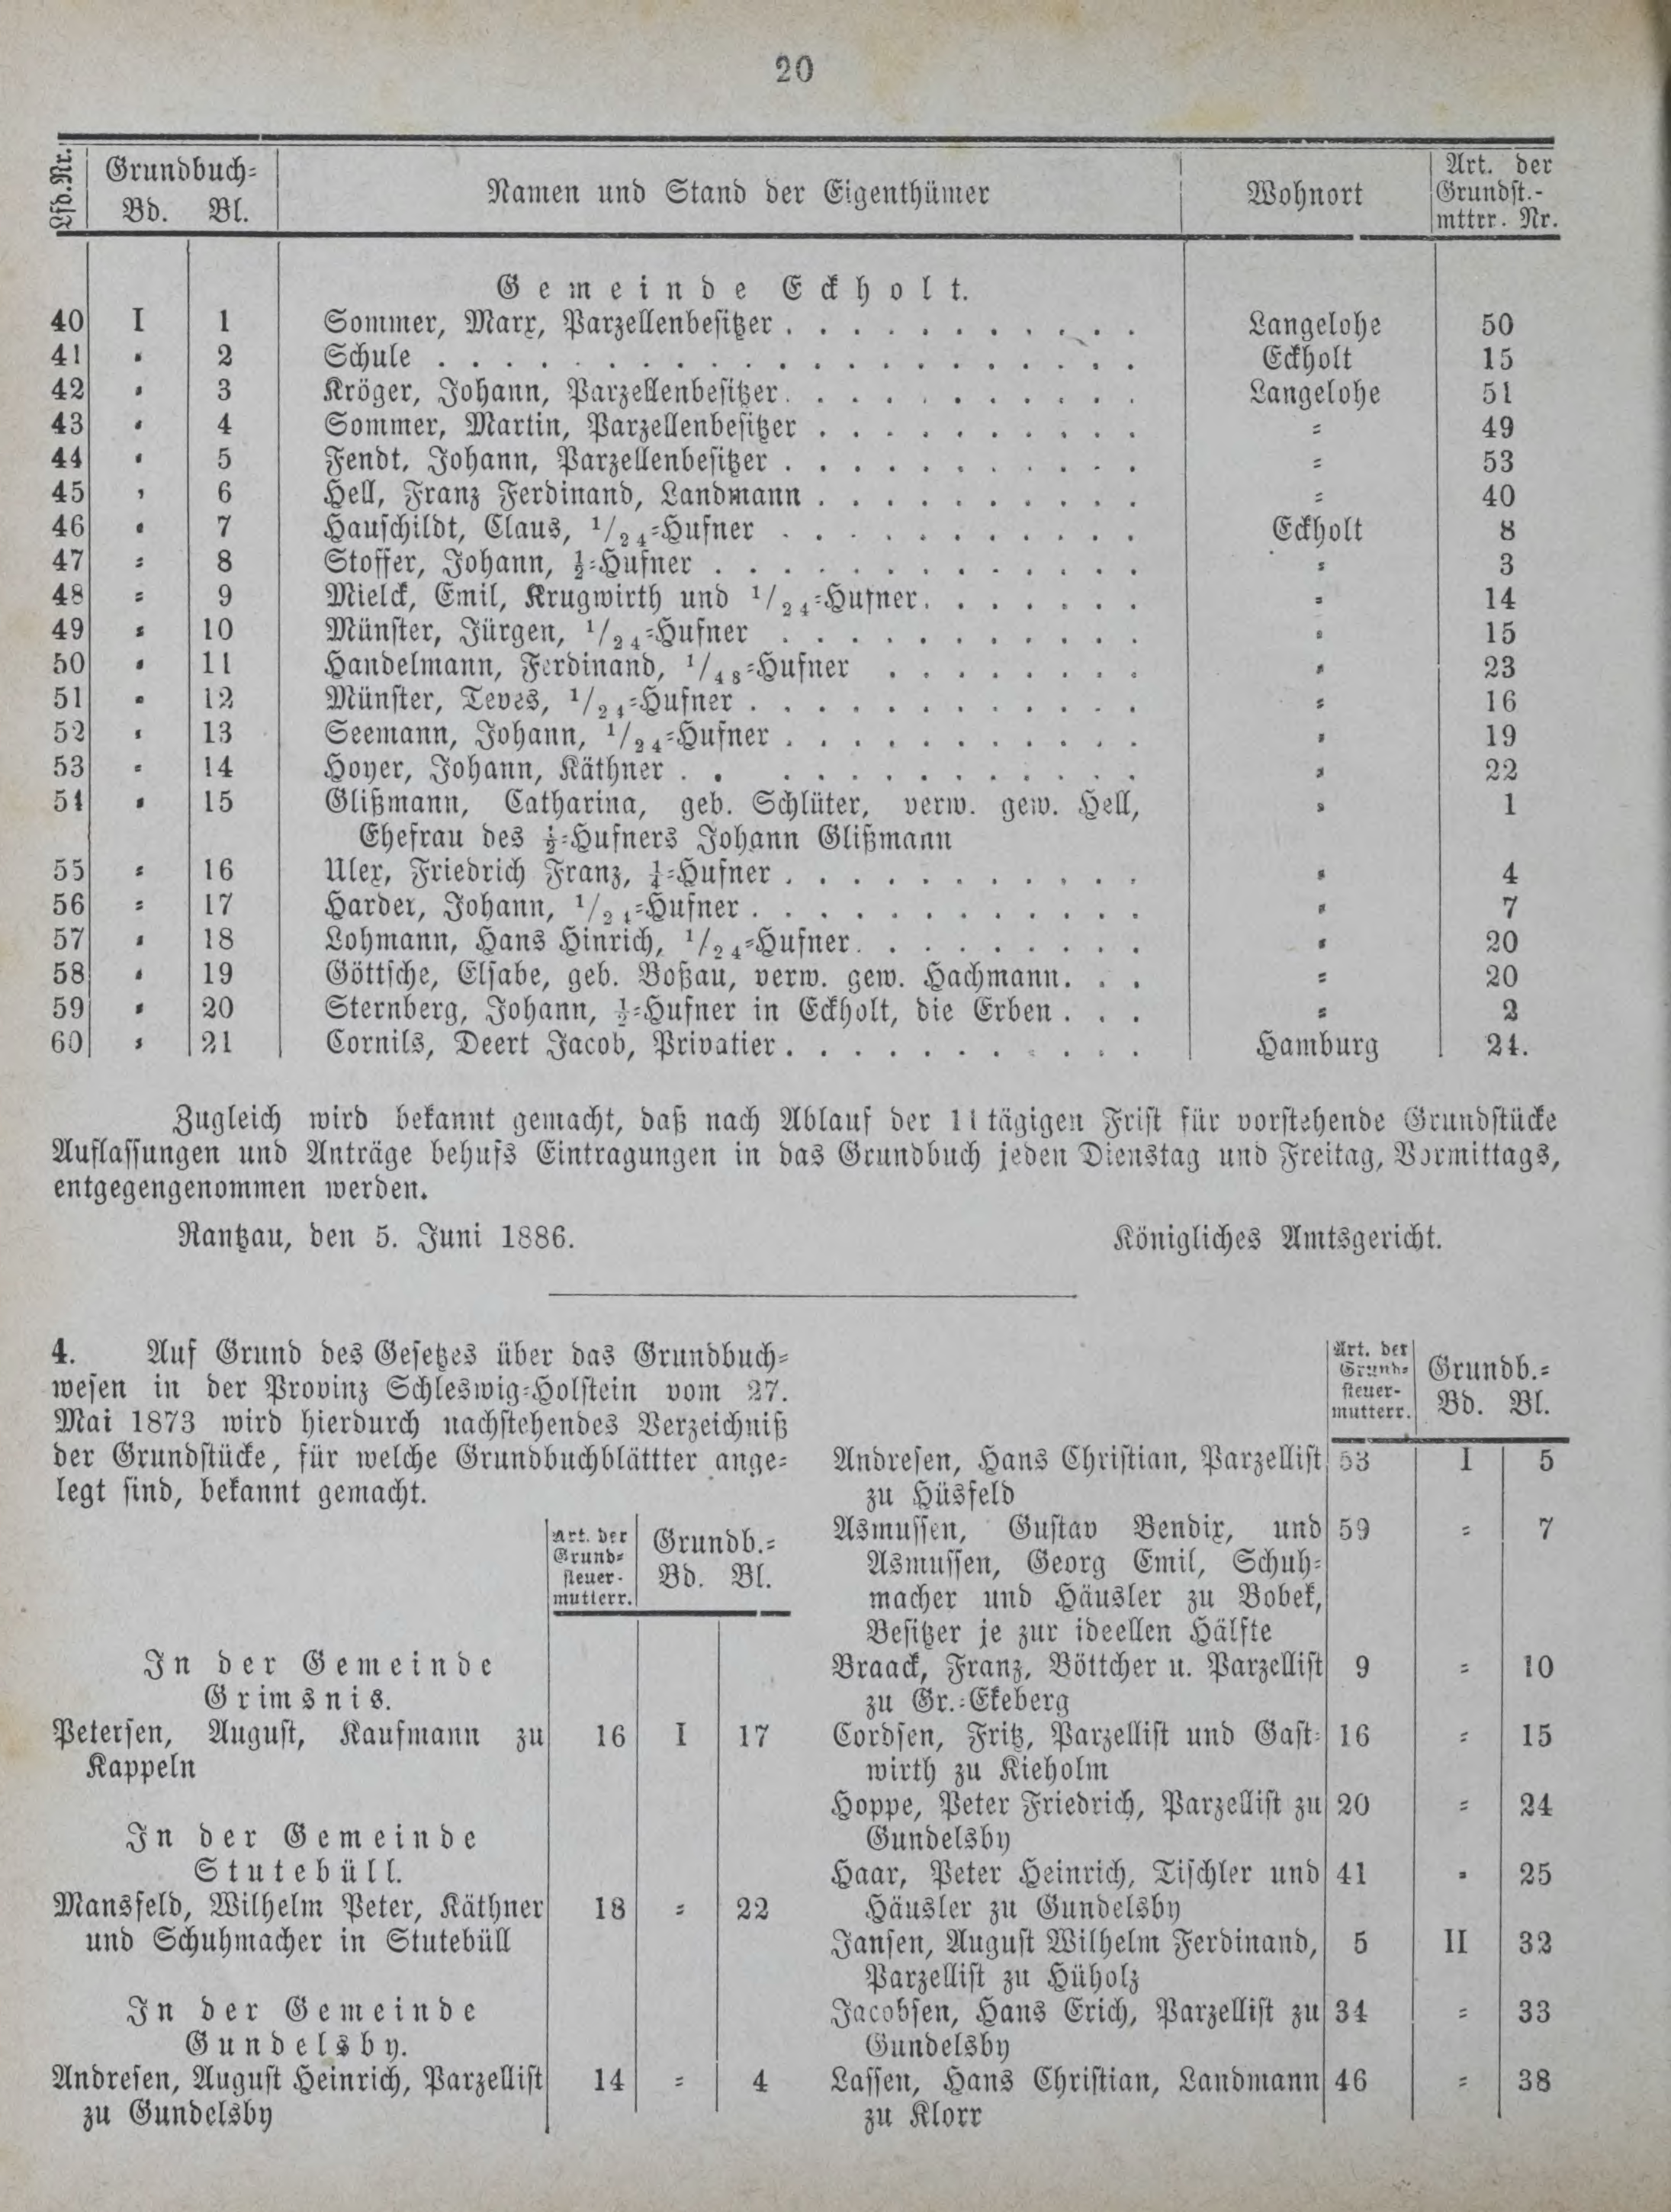 20
Lfd. Nr. Grundbuch= Namen und Stand der Eigenthümer Wohnort Art. der
Bd. Bl. Grundst.-
mttrr. Nr.
Gemeinde Eckholt.
40 I 1 Sommer, Marx, Parzellenbesitzer . . . . . . . . . . . Langelohe 50
41 " 2 Schule . . . . . . . . . . . . . . . . . . . . Eckholt 15
42 " 3 Kröger, Johann, Parzellenbesitzer. . . . . . . . . . . Langelohe 51
43 " 4 Sommer, Martin, Parzellenbesitzer . . . . . . . . . . = 49
44 " 5 Fendt, Johann, Parzellenbesitzer . . . . . . . . . . . = 53
45 " 6 Hell, Franz Ferdinand, Landmann . . . . . . . . . . = 40
46 " 7 Hauschildt, Claus, 1/24=Hufner . . . . . . . . . . . Eckholt 8
47 = 8 Stoffer, Johann, ½=Hufner . . . . . . . . . . . . . = 3
48 = 9 Mielck, Emil, Krugwirth und 1/24=Hufner. . . . . . . = 14
49 = 10 Münster, Jürgen, 1/24=Hufner . . . . . . . . . . . = 15
50 " 11 Handelmann, Ferdinand, 1/48=Hufner . . . . . . . . " 23
51 " 12 Münster, Teves, 1/24=Hufner . . . . . . . . . . . . = 16
52 " 13 Seemann, Johann, 1/24=Hufner . . . . . . . . . . . " 19
53 = 14 Hoyer, Johann, Käthner . . . . . . . . . . . . . " 22
54 " 15 Glißmann, Catharina, geb. Schlüter, verw. gew. Hell, " 1
Ehefrau des ½=Hufners Johann Glißmann
55 = 16 Ulex, Friedrich Franz, ¼=Hufner . . . . . . . . . . . " 4
56 = 17 Harder, Johann, 1/24=Hufner . . . . . . . . . . . . " 7
57 " 18 Lohmann, Hans Hinrich, 1/24=Hufner. . . . . . . . . " 20
58 " 19 Göttsche, Elsabe, geb. Boßau, verw. gew. Hachmann. . . = 20
59 " 20 Sternberg, Johann, ½=Hufner in Eckholt, die Erben . . . = 2
60 " 21 Cornils, Deert Jacob, Privatier . . . . . . . . . . . Hamburg 24.
Zugleich wird bekannt gemacht, daß nach Ablauf der 14tägigen Frist für vorstehende Grundstücke
Auflassungen und Anträge behufs Eintragungen in das Grundbuch jeden Dienstag und Freitag, Vormittags,
entgegengenommen werden.
Rantzau, den 5. Juni 1886. Königliches Amtsgericht.
4. Auf Grund des Gesetzes über das Grundbuch=
wesen in der Provinz Schleswig=Holstein vom 27.
Mai 1873 wird hierdurch nachstehendes Verzeichniß
der Grundstücke, für welche Grundbuchblättter ange=
legt sind, bekannt gemacht.
Art. der Grundb.=
Grund=
steuer- Bd. Bl.
mutterr.
In der Gemeinde
Grimsnis.
Petersen, August, Kaufmann zu 16 I 17
Kappeln
In der Gemeinde
Stutebüll.
Mansfeld, Wilhelm Peter, Käthner 18 = 22
und Schuhmacher in Stutebüll
In der Gemeinde
Gundelsby.
Andresen, August Heinrich, Parzellist 14 = 4
zu Gundelsby
Art. der Grundb.=
Grund=
steuer- Bd. Bl.
mutterr.
Andresen, Hans Christian, Parzellist 53 I 5
zu Hüsfeld
Asmussen, Gustav Bendix, und 59 = 7
Asmussen, Georg Emil, Schuh=
macher und Häusler zu Bobek,
Besitzer je zur ideellen Hälfte
Braack, Franz, Böttcher u. Parzellist 9 = 10
zu Gr.=Ekeberg
Cordsen, Fritz, Parzellist und Gast= 16 = 15
wirth zu Kieholm
Hoppe, Peter Friedrich, Parzellist zu 20 = 24
Gundelsby
Haar, Peter Heinrich, Tischler und 41 " 25
Häusler zu Gundelsby
Jansen, August Wilhelm Ferdinand, 5 II 32
Parzellist zu Hüholz
Jacobsen, Hans Erich, Parzellist zu 34 = 33
Gundelsby
Lassen, Hans Christian, Landmann 46 = 38
zu Klorr